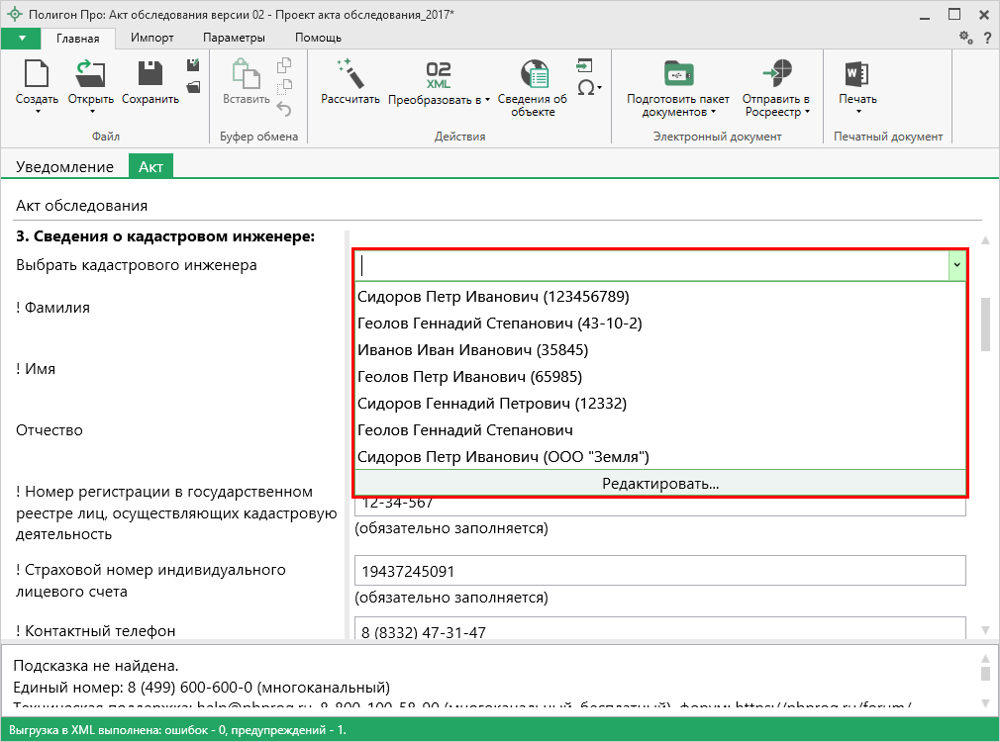 Полигон Про: Акт обследования версии 02 - Проект акта обследования_2017*
Главная Импорт Параметры Помощь
?
02
XML
Создать Открыть Сохранить Вставить Рассчитать Преобразовать в Сведения об объекте Подготовить пакет документов Отправить в Росреестр Печать
Файл Буфер обмена Действия Электронный документ Печатный документ
Уведомление Акт
Акт обследования
3. Сведения о кадастровом инженере:
Выбрать кадастрового инженера
Сидоров Петр Иванович (123456789)
! Фамилия
Геолов Геннадий Степанович (43-10-2)
Иванов Иван Иванович (35845)
! Имя
Геолов Петр Иванович (65985)
Сидоров Геннадий Петрович (12332)
Отчество
Геолов Геннадий Степанович
Сидоров Петр Иванович (ООО "Земля")
Редактировать...
! Номер регистрации в государственном
реестре лиц, осуществляющих кадастровую
деятельность
12-34-567
(обязательно заполняется)
! Страховой номер индивидуального
лицевого счета
19437245091
(обязательно заполняется)
! Контактный телефон
8 (8332) 47-31-47
Подсказка не найдена.
Единый номер: 8 (499) 600-600-0 (многоканальный)
Техническая поддержка: help@pbprog.ru, 8-800-100-58-90 (многоканальный, бесплатный), форум: https://pbprog.ru/forum/
Выгрузка в XML выполнена: ошибок - 0, предупреждений - 1.